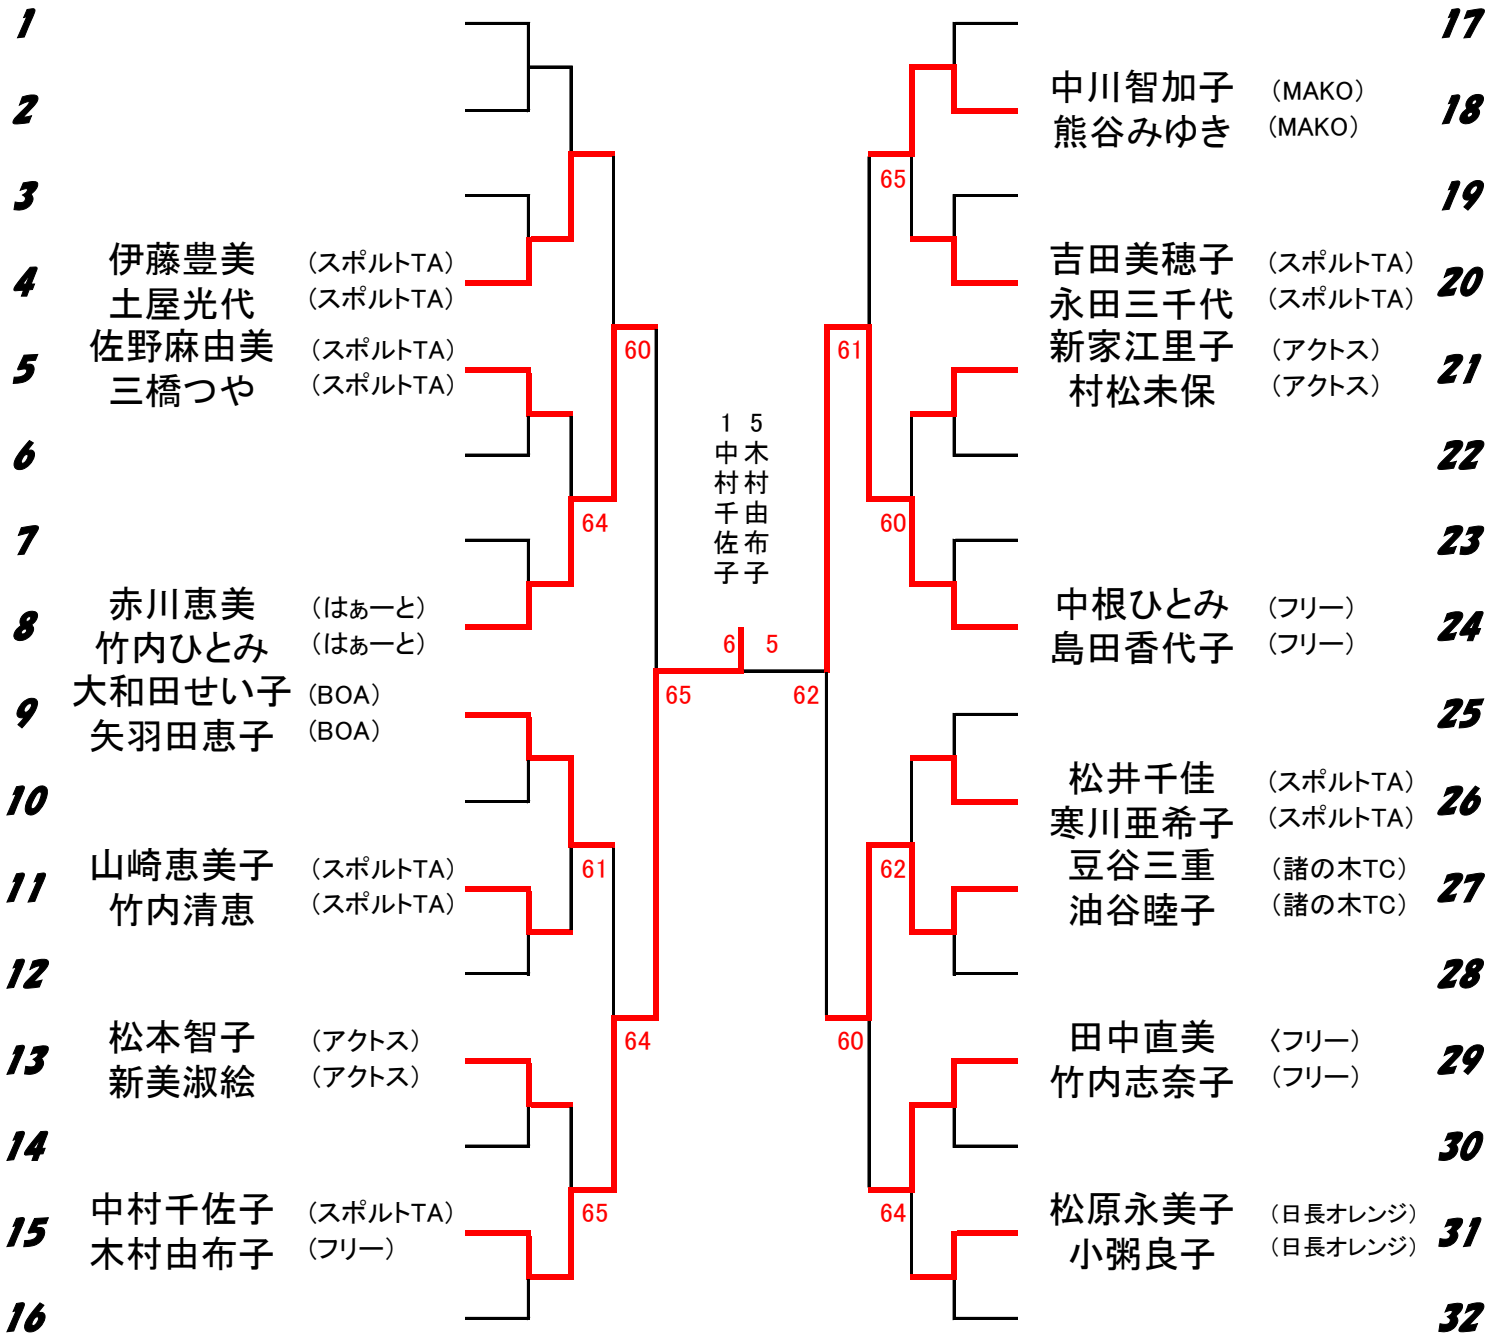 1
2
3
4
伊藤豊美 (スポルトTA)
土屋光代 (スポルトTA)
5
佐野麻由美 (スポルトTA)
三橋つや (スポルトTA)
6
7
8
赤川恵美 (はぁーと)
竹内ひとみ (はぁーと)
9
大和田せい子 (BOA)
矢羽田恵子 (BOA)
10
11
山崎恵美子 (スポルトTA)
竹内清恵 (スポルトTA)
12
13
松本智子 (アクトス)
新美淑絵 (アクトス)
14
15
中村千佐子 (スポルトTA)
木村由布子 (フリー)
16
60
64
61
64
65
65
5木村由布子
1中村千佐子
6 5
62
65
61
60
62
60
64
17
中川智加子 (MAKO)
熊谷みゆき (MAKO)
18
19
吉田美穂子 (スポルトTA)
永田三千代 (スポルトTA)
20
新家江里子 (アクトス)
村松未保 (アクトス)
21
22
23
中根ひとみ (フリー)
島田香代子 (フリー)
24
25
松井千佳 (スポルトTA)
寒川亜希子 (スポルトTA)
26
豆谷三重 (諸の木TC)
油谷睦子 (諸の木TC)
27
28
田中直美 〈フリー)
竹内志奈子 (フリー)
29
30
松原永美子 (日長オレンジ)
小粥良子 (日長オレンジ)
31
32